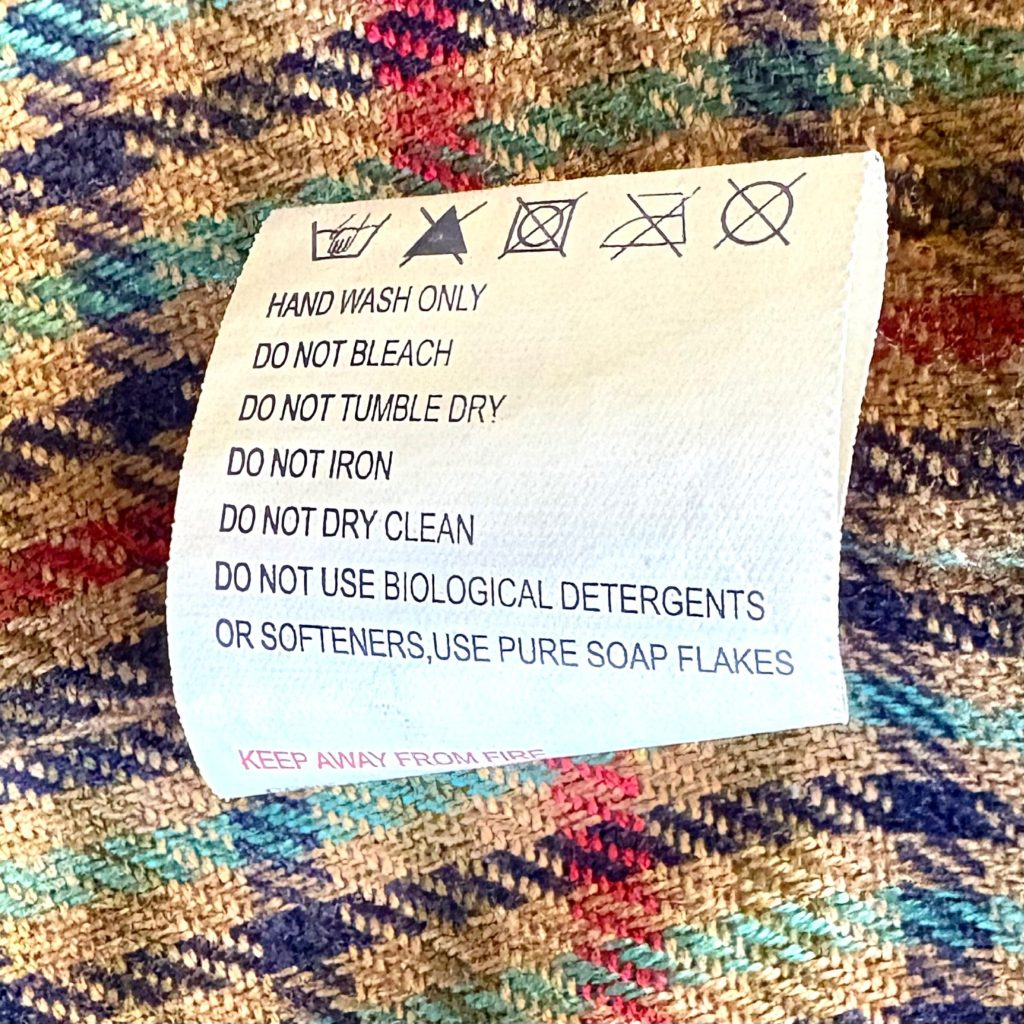 HAND WASH ONLY
DO NOT BLEACH
DO NOT TUMBLE DRY
DO NOT IRON
DO NOT DRY CLEAN
DO NOT USE BIOLOGICAL DETERGENTS
OR SOFTENERS,USE PURE SOAP FLAKES
KEEP AWAY FROM FIRE